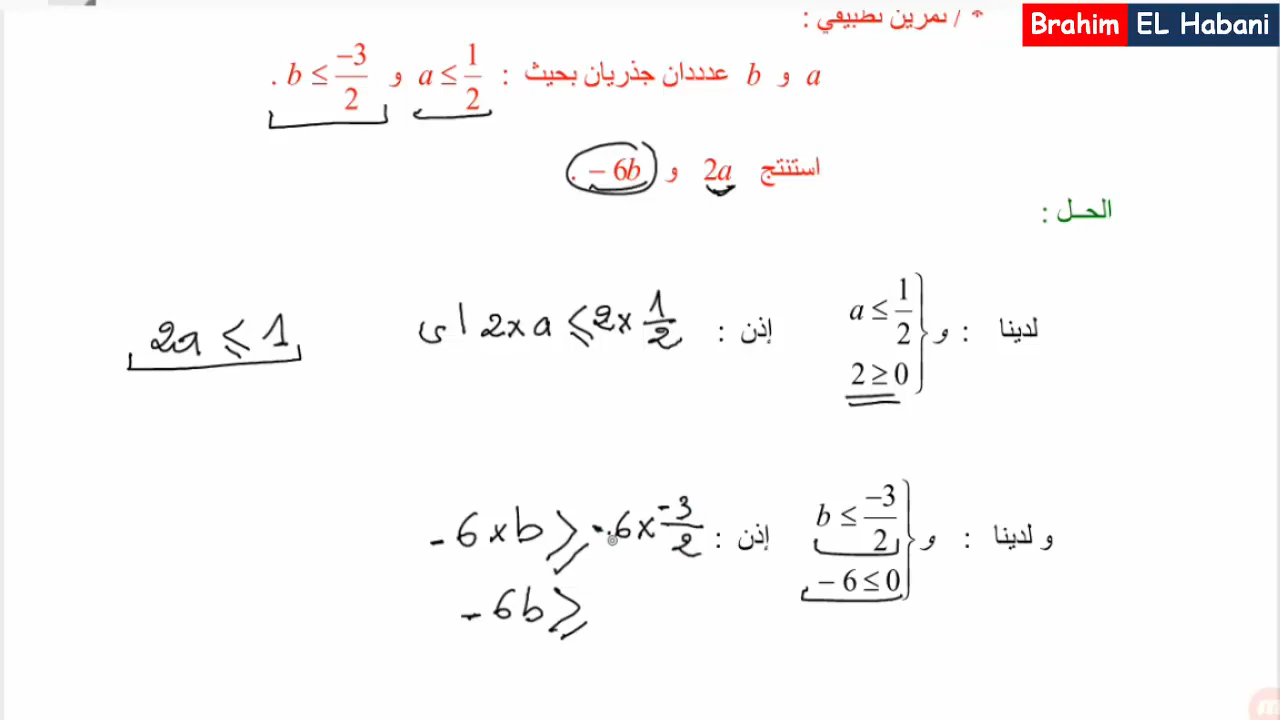 Brahim EL Habani
* / تمرين تطبيقي :
a و b عددان جذريان بحيث : a ≤ 1/2 و b ≤ -3/2 .
استنتج 2a و -6b .
الحـل :
لدينا : a ≤ 1/2 و 2 ≥ 0 إذن : 2 x a ≤ 2 x 1/2 أي 2a ≤ 1
و لدينا : b ≤ -3/2 و -6 ≤ 0 إذن : -6 x b ≥ -6 x -3/2
-6b ≥